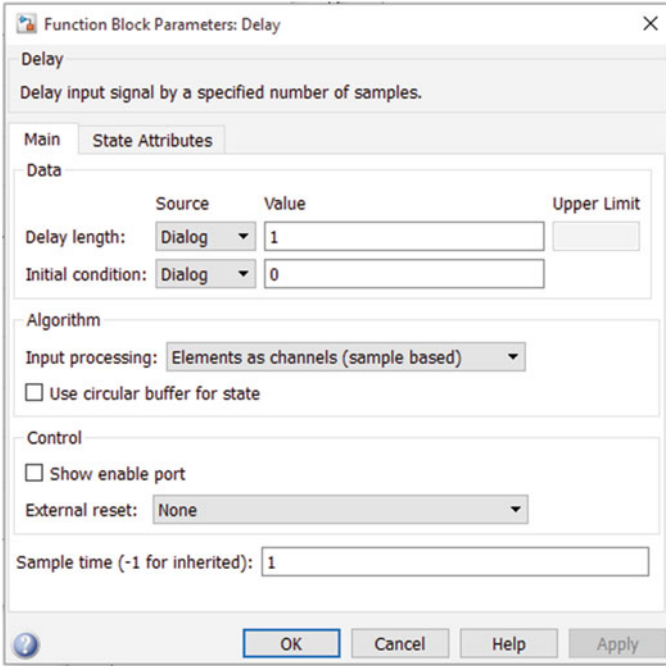 Function Block Parameters: Delay
Delay
Delay input signal by a specified number of samples.
Main State Attributes
Data
Source Value Upper Limit
Delay length: Dialog 1
Initial condition: Dialog 0
Algorithm
Input processing: Elements as channels (sample based)
Use circular buffer for state
Control
Show enable port
External reset: None
Sample time (-1 for inherited): 1
? OK Cancel Help Apply